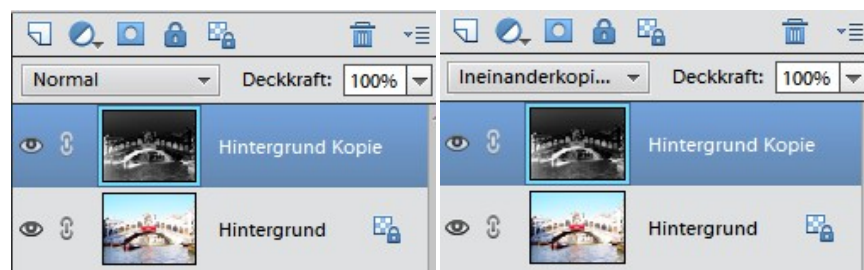 Normal Deckkraft: 100%
Hintergrund Kopie
Hintergrund
Ineinanderkopi... Deckkraft: 100%
Hintergrund Kopie
Hintergrund